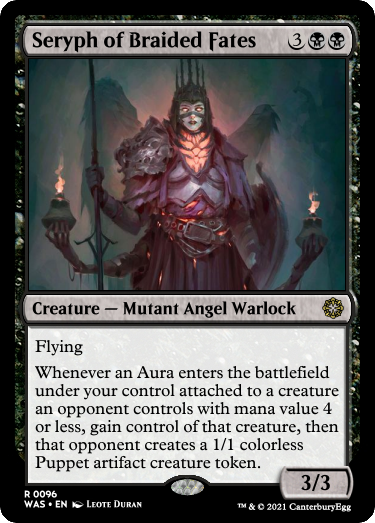 Seryph of Braided Fates 3
Creature — Mutant Angel Warlock
Flying
Whenever an Aura enters the battlefield
under your control attached to a creature
an opponent controls with mana value 4
or less, gain control of that creature, then
that opponent creates a 1/1 colorless
Puppet artifact creature token.
3/3
R 0096
WAS • EN Leote Duran
™ & © 2021 CanterburyEgg